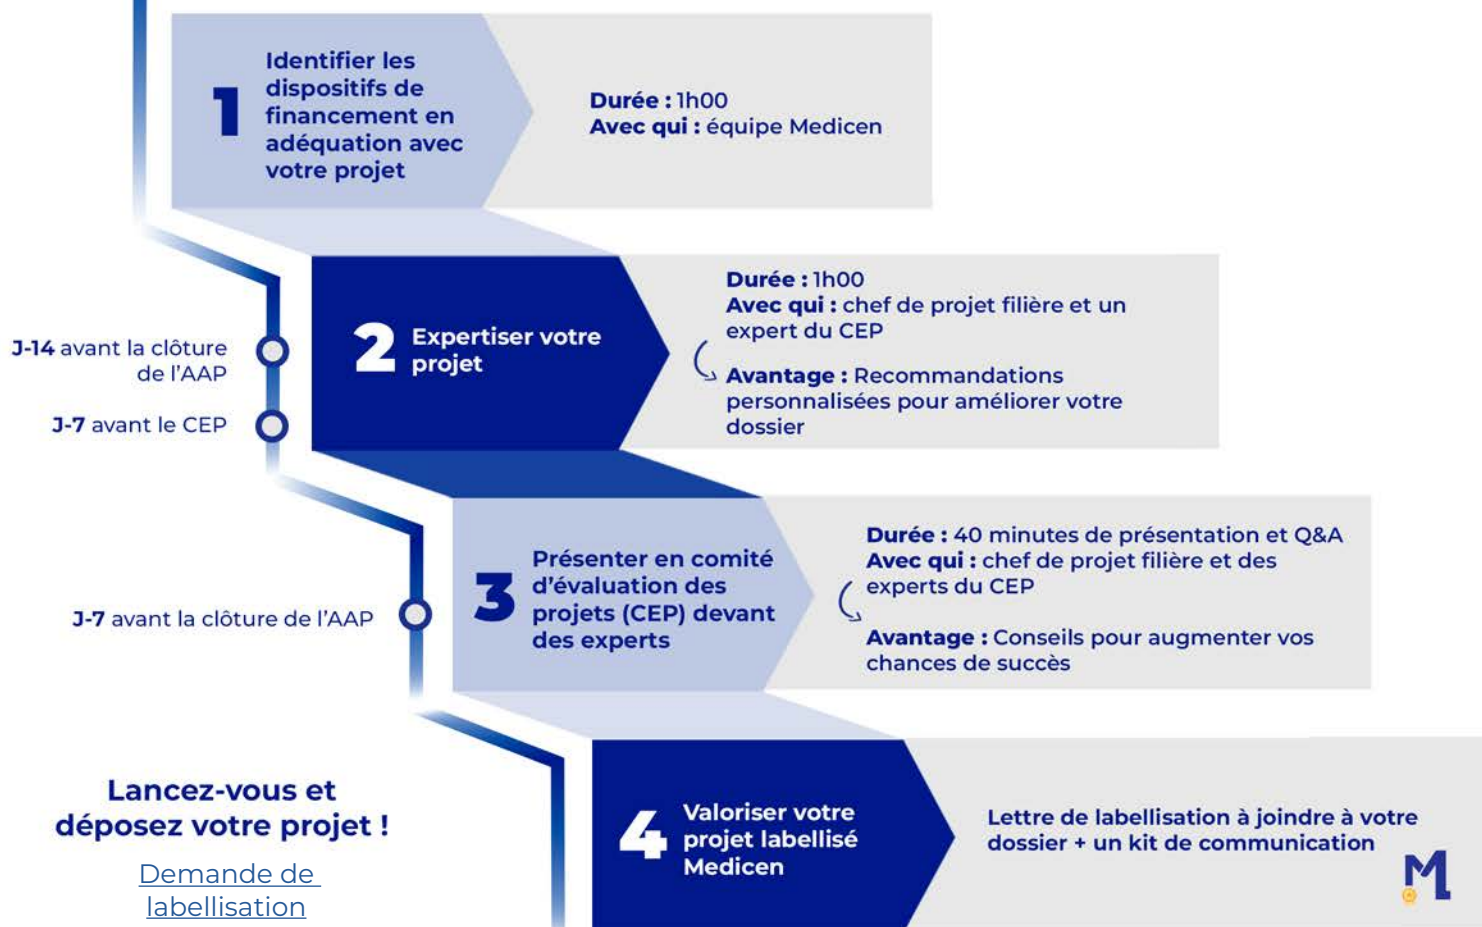 1
Identifier les
dispositifs de
financement en
adéquation avec
votre projet
Durée : 1h00
Avec qui : équipe Medicen
J-14 avant la clôture
de l'AAP
J-7 avant le CEP
2
Expertiser votre
projet
Durée : 1h00
Avec qui : chef de projet filière et un
expert du CEP
Avantage : Recommandations
personnalisées pour améliorer votre
dossier
J-7 avant la clôture de l'AAP
3
Présenter en comité
d'évaluation des
projets (CEP) devant
des experts
Durée : 40 minutes de présentation et Q&A
Avec qui : chef de projet filière et des
experts du CEP
Avantage : Conseils pour augmenter vos
chances de succès
Lancez-vous et
déposez votre projet !
Demande de
labellisation
4
Valoriser votre
projet labellisé
Medicen
Lettre de labellisation à joindre à votre
dossier + un kit de communication
M